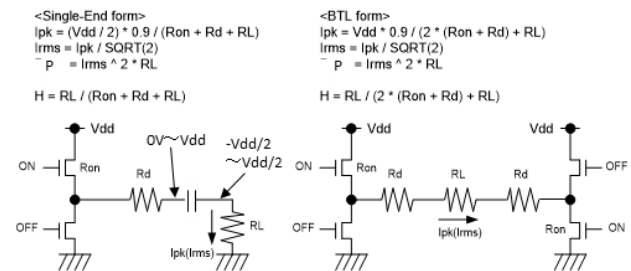 <Single-End form>
Ipk = (Vdd / 2) * 0.9 / (Ron + Rd + RL)
Irms = Ipk / SQRT(2)
¯ P = Irms ^ 2 * RL
H = RL / (Ron + Rd + RL)
Vdd
0V～Vdd
-Vdd/2
～Vdd/2
ON
Ron
Rd
OFF
RL
Ipk(Irms)
<BTL form>
Ipk = Vdd * 0.9 / (2 * (Ron + Rd) + RL)
Irms = Ipk / SQRT(2)
¯ P = Irms ^ 2 * RL
H = RL / (2 * (Ron + Rd) + RL)
Vdd
Vdd
ON
Ron
OFF
Rd
RL
Rd
OFF
Ipk(Irms)
Ron
ON